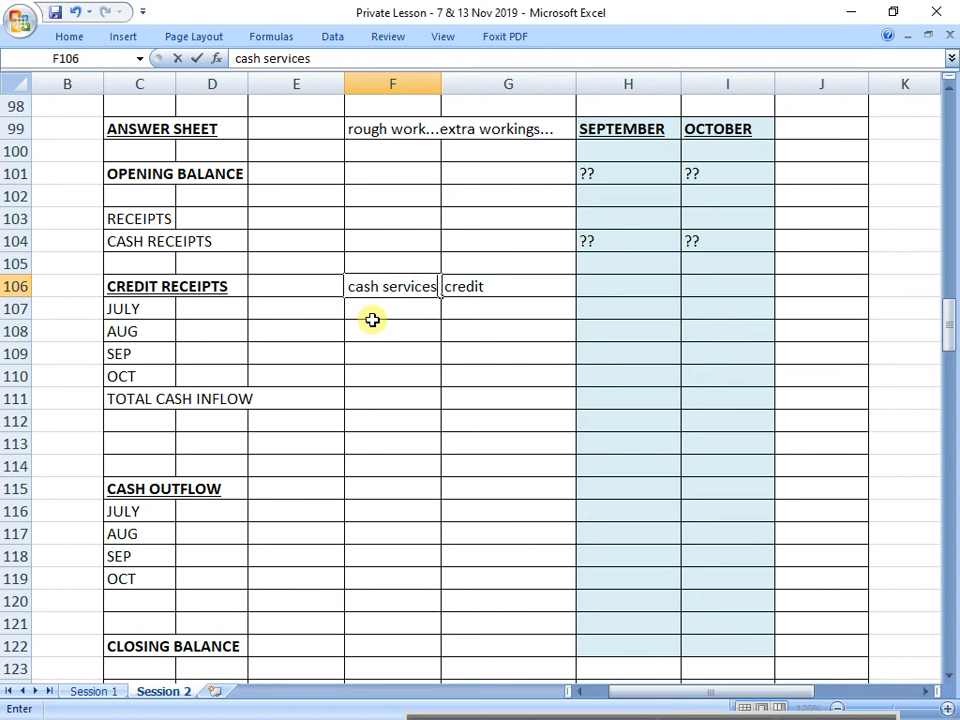 Private Lesson - 7 & 13 Nov 2019 - Microsoft Excel
Home Insert Page Layout Formulas Data Review View Foxit PDF
F106 fx cash services
B C D E F G H I J K
98
99 ANSWER SHEET rough work...extra workings... SEPTEMBER OCTOBER
100
101 OPENING BALANCE ?? ??
102
103 RECEIPTS
104 CASH RECEIPTS ?? ??
105
106 CREDIT RECEIPTS cash services credit
107 JULY
108 AUG
109 SEP
110 OCT
111 TOTAL CASH INFLOW
112
113
114
115 CASH OUTFLOW
116 JULY
117 AUG
118 SEP
119 OCT
120
121
122 CLOSING BALANCE
123
Session 1 Session 2
Enter 120%